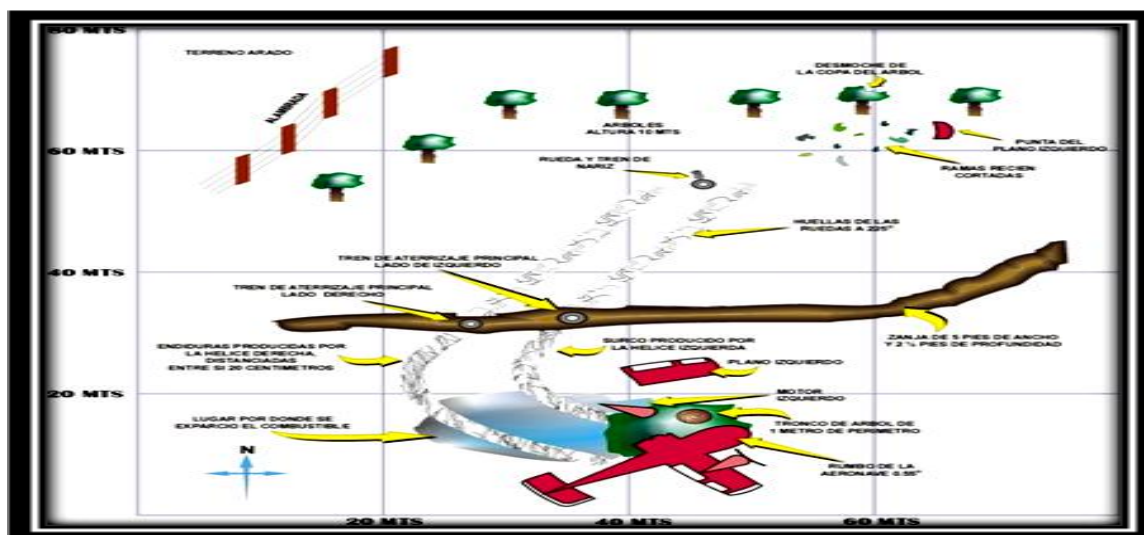 80 MTS
TERRENO ARADO
ALAMBRADA
DESMOCHE DE
LA COPA DEL ARBOL
ARBOLES
ALTURA 10 MTS
PUNTA DEL
PLANO IZQUIERDO
60 MTS
RUEDA Y TREN DE
NARIZ
RAMAS RECIEN
CORTADAS
HUELLAS DE LAS
RUEDAS A 225°
TREN DE ATERRIZAJE PRINCIPAL
LADO DE IZQUIERDO
40 MTS
TREN DE ATERRIZAJE PRINCIPAL
LADO DERECHO
ENDIDURAS PRODUCIDAS POR
LA HELICE DERECHA,
DISTANCIADAS
ENTRE SI 20 CENTIMETROS
SURCO PRODUCIDO POR
LA HELICE IZQUIERDA
ZANJA DE 5 PIES DE ANCHO
Y 2 ½ PIES DE PROFUNDIDAD
PLANO IZQUIERDO
20 MTS
MOTOR
IZQUIERDO
LUGAR POR DONDE SE
EXPARCIO EL COMBUSTIBLE
TRONCO DE ARBOL DE
1 METRO DE PERIMETRO
N
RUMBO DE LA
AERONAVE 0.55°
20 MTS
40 MTS
60 MTS